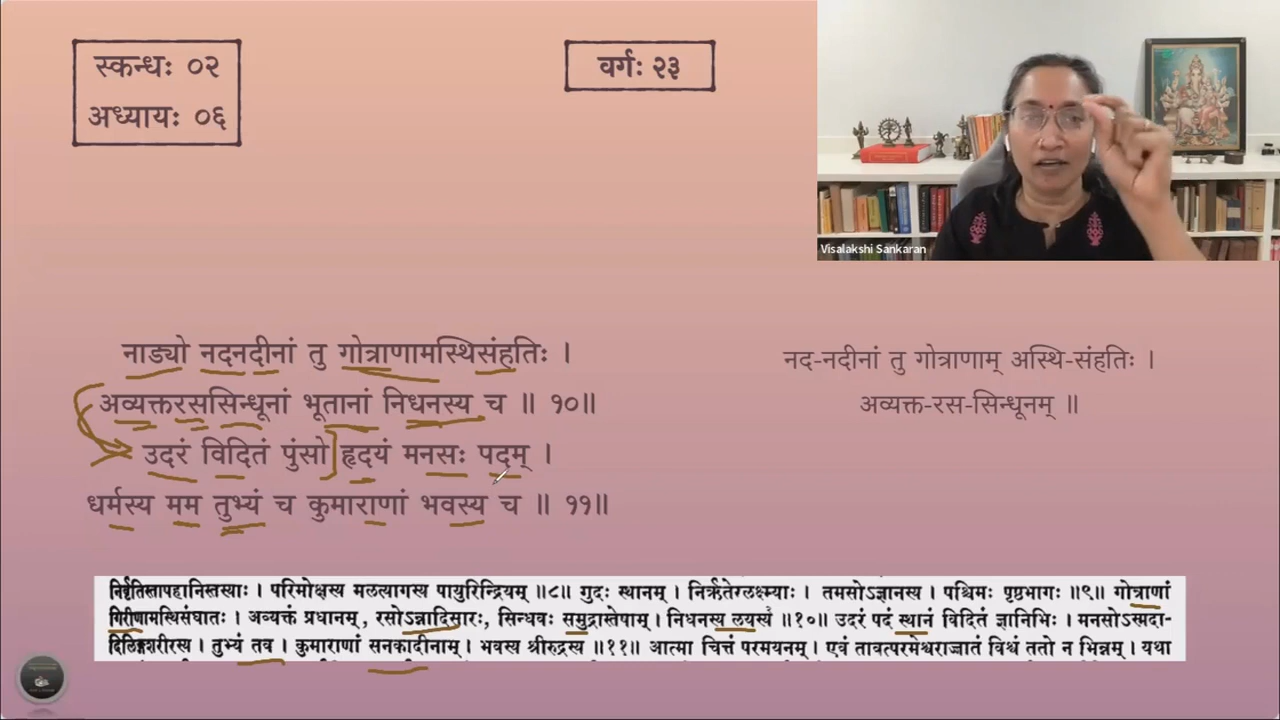 स्कन्धः ०२
अध्यायः ०६
वर्गः २३
Visalakshi Sankaran
नाड्यो नदनदीनां तु गोत्राणामस्थिसंहतिः ।
अव्यक्तरससिन्धूनां भूतानां निधनस्य च ॥ १०॥
उदरं विदितं पुंसो हृदयं मनसः पदम् ।
धर्मस्य मम तुभ्यं च कुमाराणां भवस्य च ॥ ११॥
नद-नदीनां तु गोत्राणाम् अस्थि-संहतिः ।
अव्यक्त-रस-सिन्धूनम् ॥
निर्वृतिस्तापहानिस्तस्याः । परिमोक्षस्य मलत्यागस्य पायुरिन्द्रियम् ॥८॥ गुदः स्थानम् । निर्ऋतेरलक्ष्म्याः । तमसोऽज्ञानस्य । पश्चिमः पृष्ठभागः ॥९॥ गोत्राणां
गिरीणामस्थिसंघातः । अव्यक्तं प्रधानम्, रसोऽन्नादिसारः, सिन्धवः समुद्रास्तेषाम् । निधनस्य लयस्य ॥१०॥ उदरं पदं स्थानं विदितं ज्ञानिभिः । मनसोऽस्मदा-
दिलिङ्गशरीरस्य । तुभ्यं तव । कुमाराणां सनकादीनाम् । भवस्य श्रीरुद्रस्य ॥११॥ आत्मा चित्तं परमयनम् । एवं तावत्परमेश्वराज्जातं विश्वं ततो न भिन्नम् । यथा